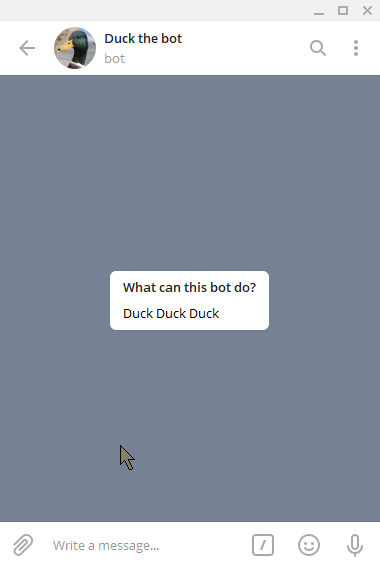 Duck the bot
bot
What can this bot do?
Duck Duck Duck
Write a message...